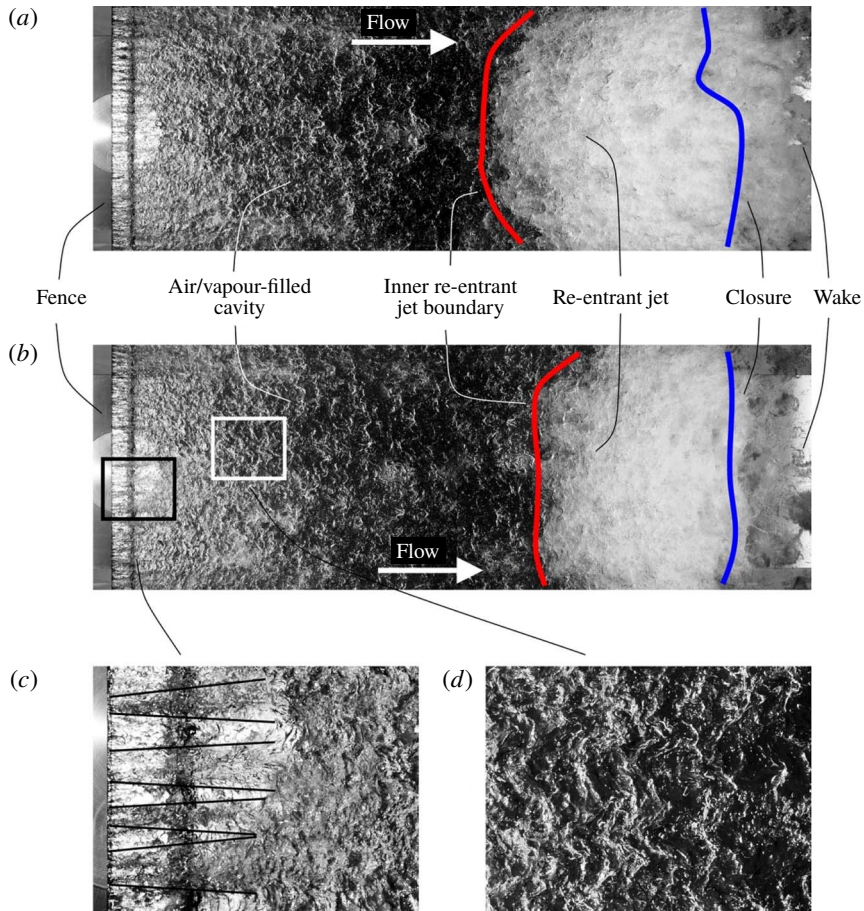 (a)
Flow
Fence
Air/vapour-filled
cavity
Inner re-entrant
jet boundary
Re-entrant jet
Closure
Wake
(b)
Flow
(c)
(d)